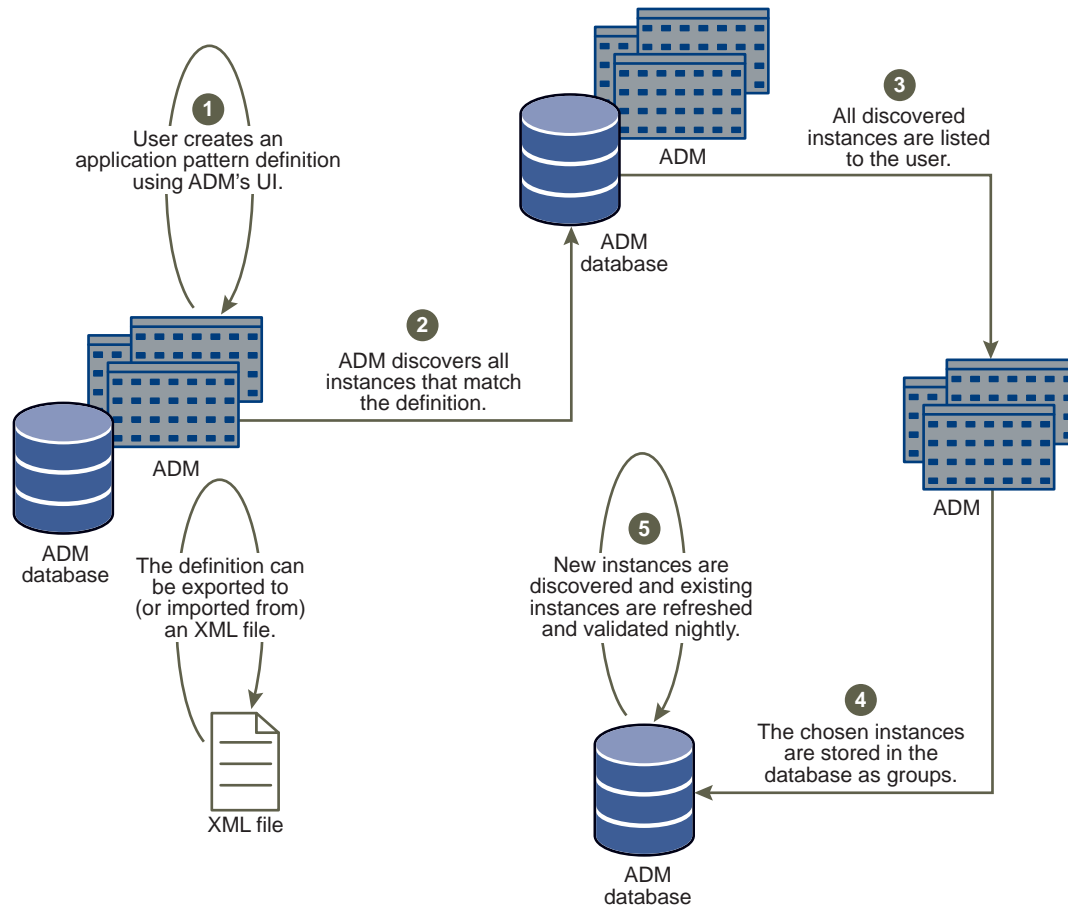 1
User creates an
application pattern definition
using ADM's UI.
ADM
ADM
database
2
ADM discovers all
instances that match
the definition.
ADM
ADM
database
3
All discovered
instances are listed
to the user.
ADM
4
The chosen instances
are stored in the
database as groups.
5
New instances are
discovered and existing
instances are refreshed
and validated nightly.
ADM
database
The definition can
be exported to
(or imported from)
an XML file.
XML file